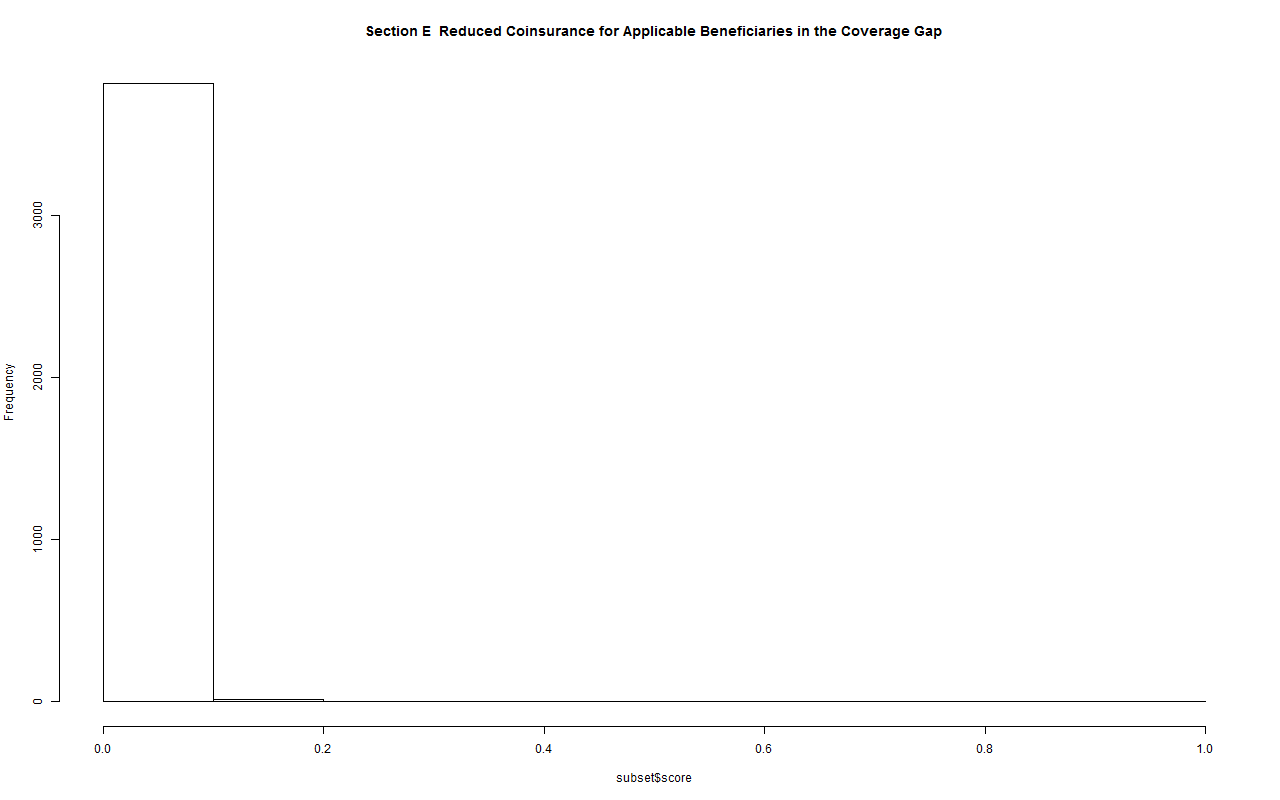 Section E  Reduced Coinsurance for Applicable Beneficiaries in the Coverage Gap
Frequency
3000
2000
1000
0
0.0 0.2 0.4 0.6 0.8 1.0
subset$score